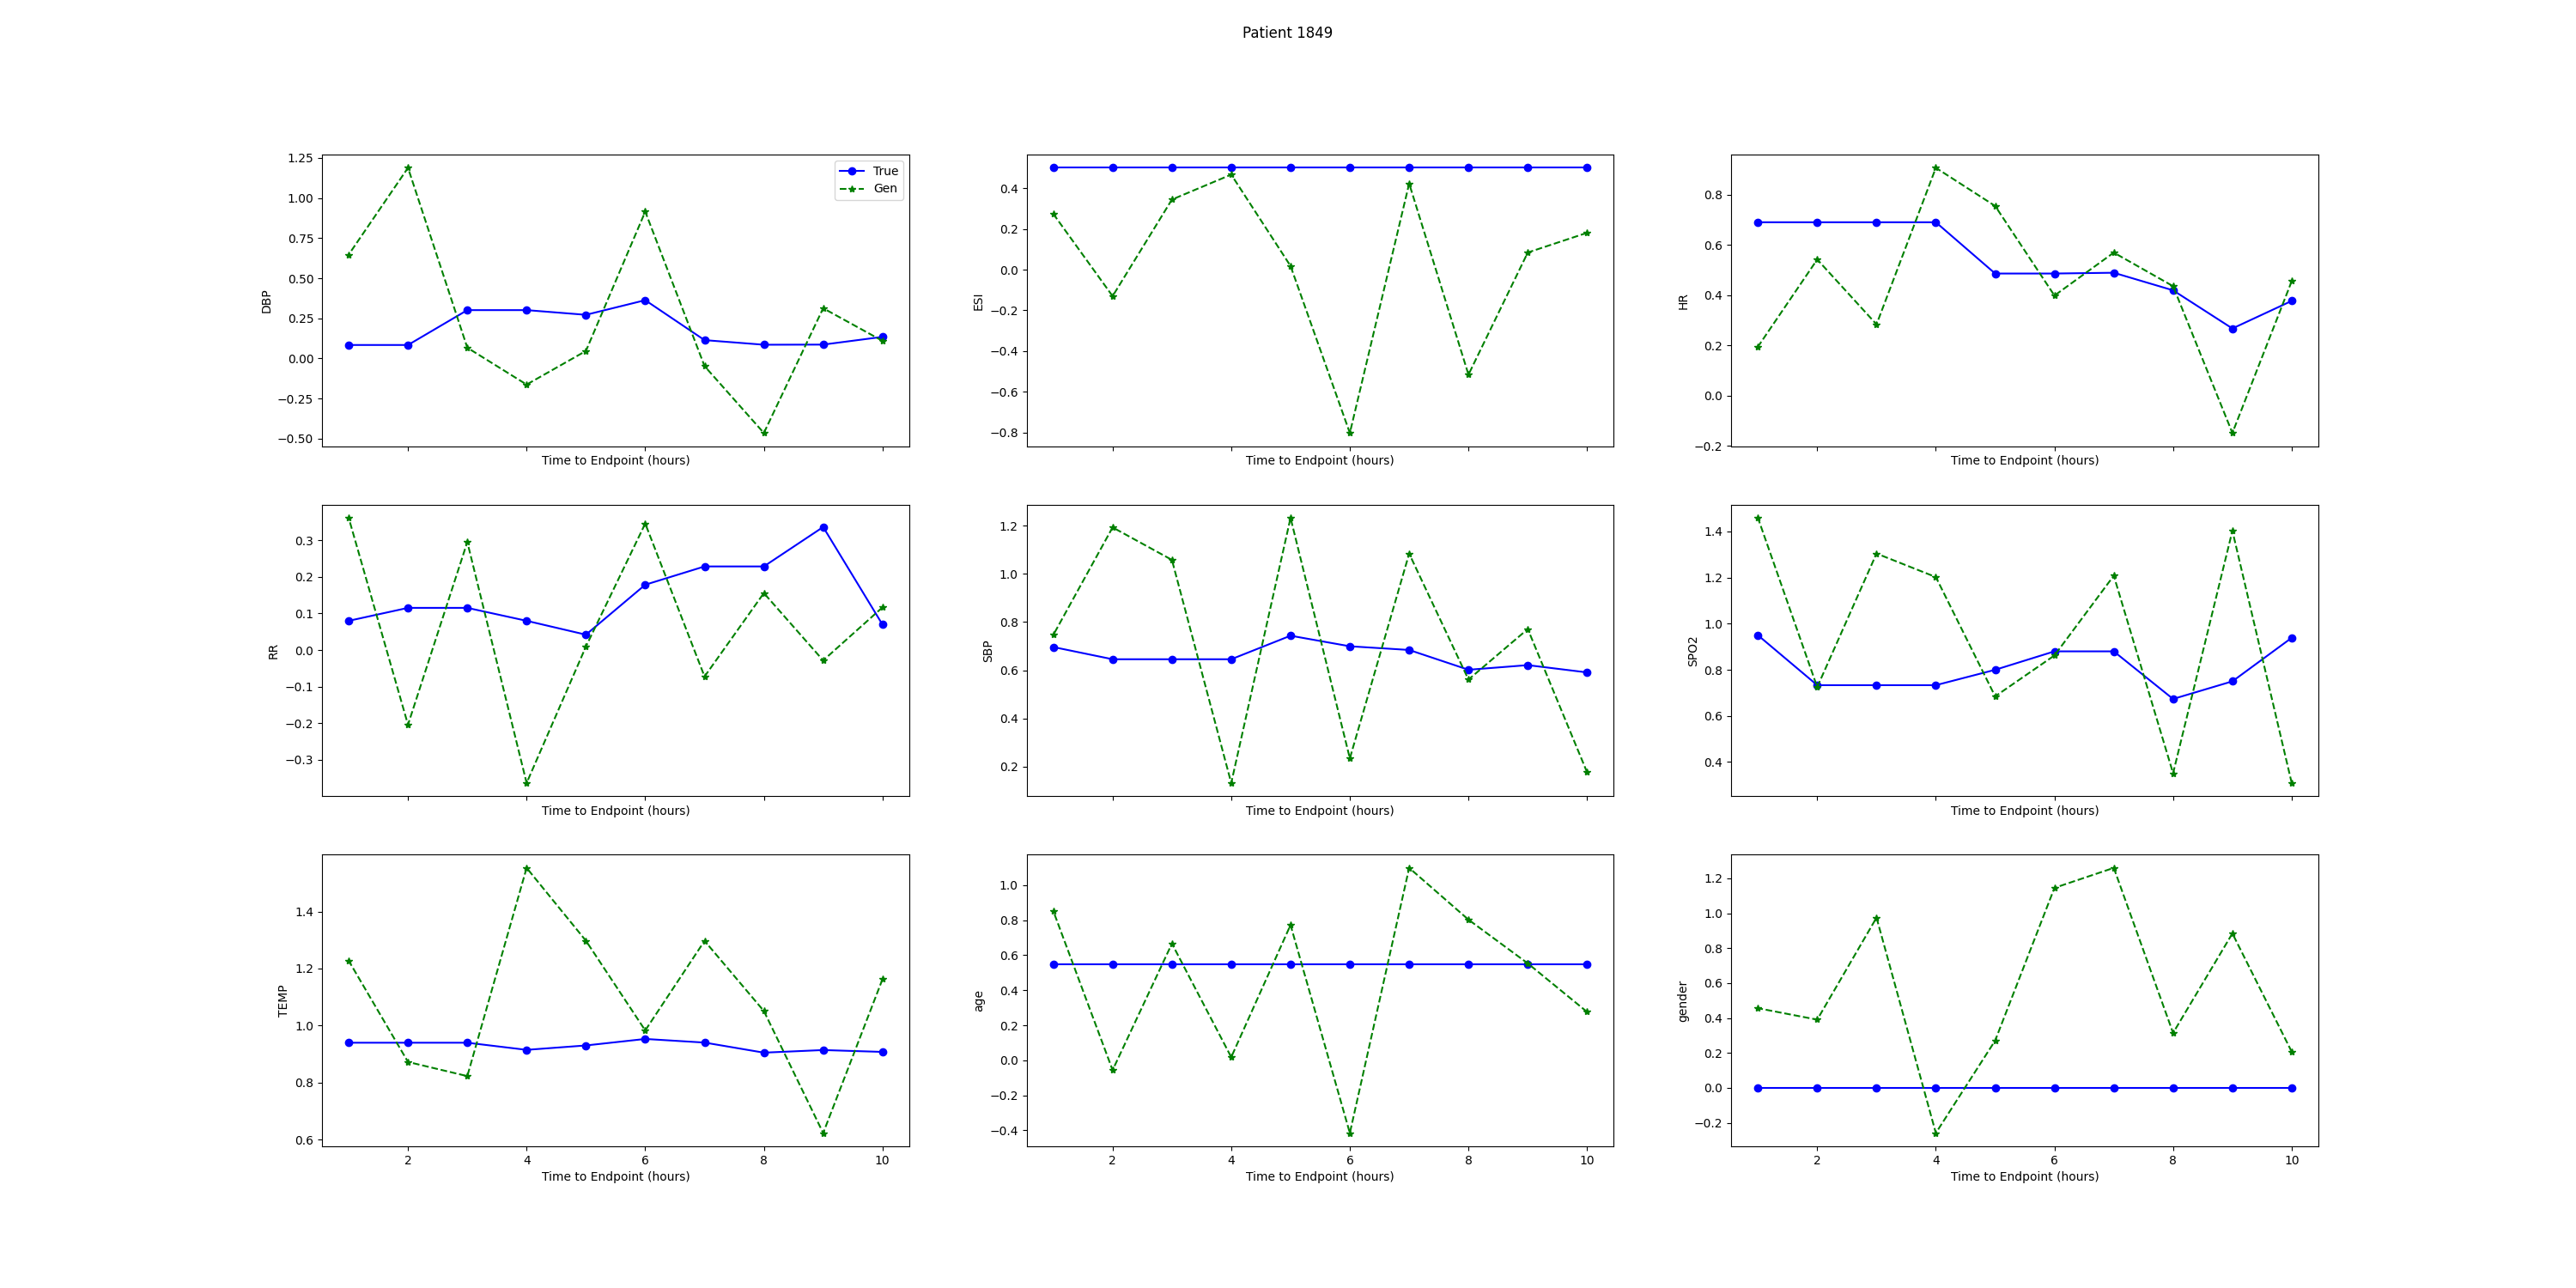 Patient 1849
1.25
1.00
0.75
0.50
0.25
0.00
−0.25
−0.50
DBP
True
Gen
Time to Endpoint (hours)
0.4
0.2
0.0
−0.2
−0.4
−0.6
−0.8
ESI
Time to Endpoint (hours)
0.8
0.6
0.4
0.2
0.0
−0.2
HR
Time to Endpoint (hours)
0.3
0.2
0.1
0.0
−0.1
−0.2
−0.3
RR
Time to Endpoint (hours)
1.2
1.0
0.8
0.6
0.4
0.2
SBP
Time to Endpoint (hours)
1.4
1.2
1.0
0.8
0.6
0.4
SPO2
Time to Endpoint (hours)
1.4
1.2
1.0
0.8
0.6
TEMP
2 4 6 8 10
Time to Endpoint (hours)
1.0
0.8
0.6
0.4
0.2
0.0
−0.2
−0.4
age
2 4 6 8 10
Time to Endpoint (hours)
1.2
1.0
0.8
0.6
0.4
0.2
0.0
−0.2
gender
2 4 6 8 10
Time to Endpoint (hours)